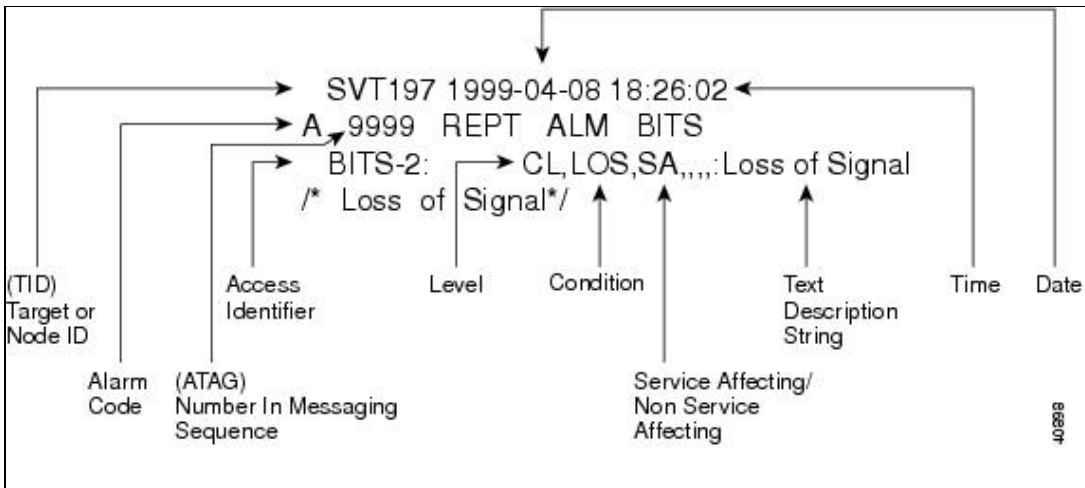 SVT197 1999-04-08 18:26:02
A 9999 REPT ALM BITS
BITS-2: CL,LOS,SA,,,,:Loss of Signal
/* Loss of Signal*/
(TID)
Target or
Node ID
Access
Identifier
Level
Condition
Text
Description
String
Time
Date
Alarm
Code
(ATAG)
Number In Messaging
Sequence
Service Affecting/
Non Service
Affecting